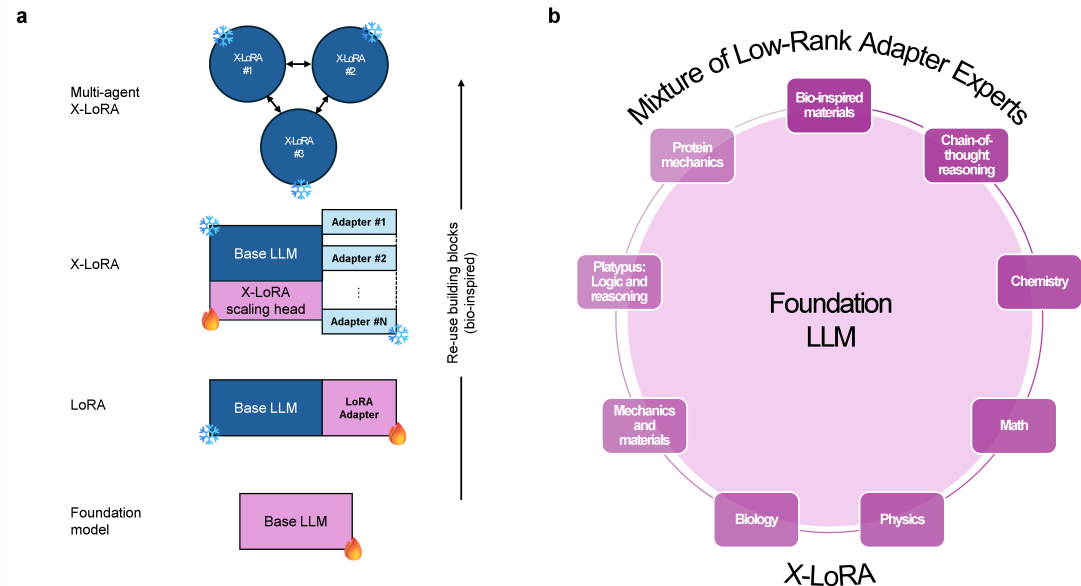 a
Multi-agent
X-LoRA
X-LoRA
#1
X-LoRA
#2
X-LoRA
#3
X-LoRA
Base LLM
X-LoRA
scaling head
Adapter #1
Adapter #2
⋮
Adapter #N
LoRA
Base LLM
LoRA
Adapter
Foundation
model
Base LLM
Re-use building blocks
(bio-inspired)
b
Mixture of Low-Rank Adapter Experts
Bio-inspired
materials
Chain-of-
thought
reasoning
Chemistry
Math
Physics
Biology
Mechanics
and
materials
Platypus:
Logic and
reasoning
Protein
mechanics
Foundation
LLM
X-LoRA